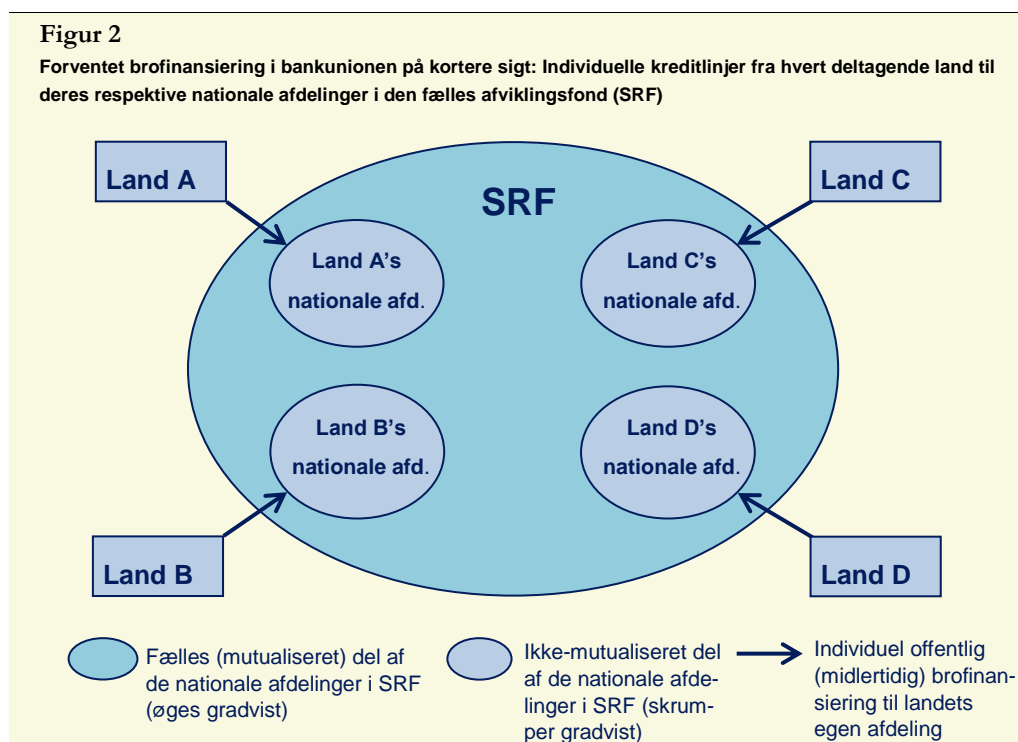 Figur 2
Forventet brofinansiering i bankunionen på kortere sigt: Individuelle kreditlinjer fra hvert deltagende land til
deres respektive nationale afdelinger i den fælles afviklingsfond (SRF)
Land A
Land C
SRF
Land A's
nationale afd.
Land C's
nationale afd.
Land B's
nationale afd.
Land D's
nationale afd.
Land B
Land D
Fælles (mutualiseret) del af
de nationale afdelinger i SRF
(øges gradvist)
Ikke-mutualiseret del
af de nationale afde-
linger i SRF (skrum-
per gradvist)
Individuel offentlig
(midlertidig) brofinan-
siering til landets
egen afdeling